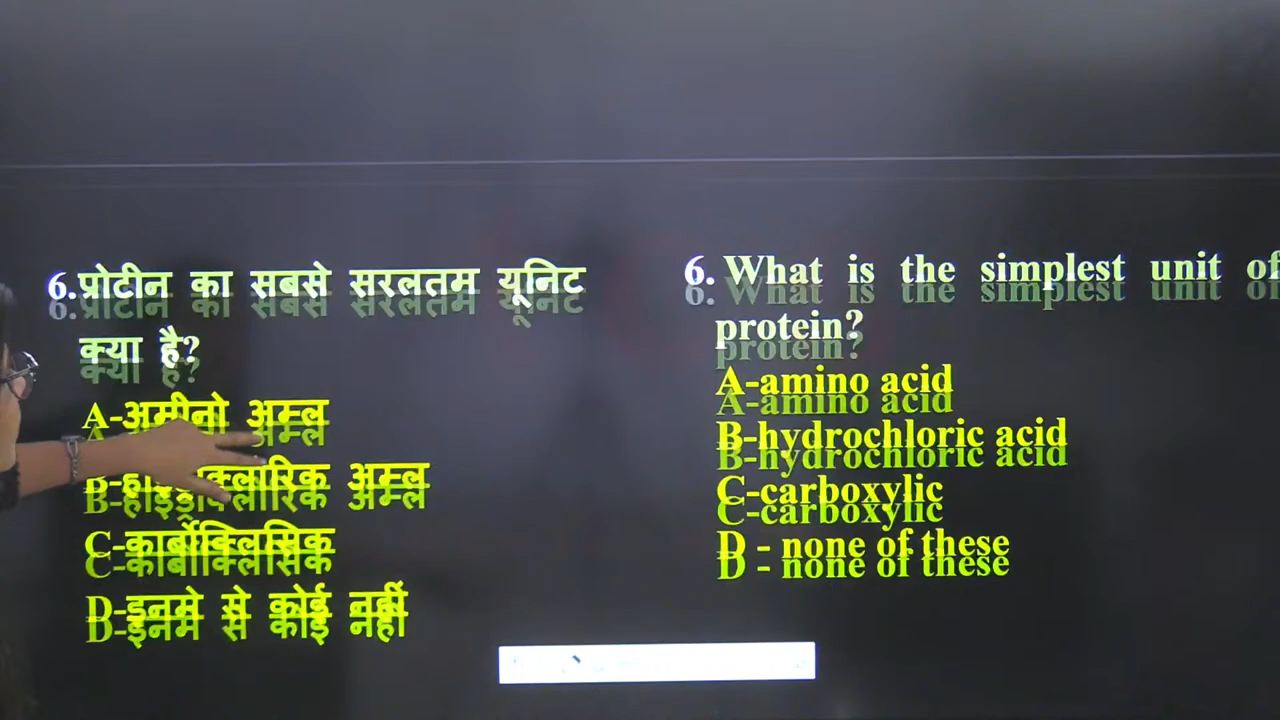 6.प्रोटीन का सबसे सरलतम यूनिट
क्या है?
A-अमीनो अम्ल
B-हाइड्रोक्लोरिक अम्ल
C-कार्बोक्लिसिक
D-इनमे से कोई नहीं
6. What is the simplest unit of
protein?
A-amino acid
B-hydrochloric acid
C-carboxylic
D - none of these